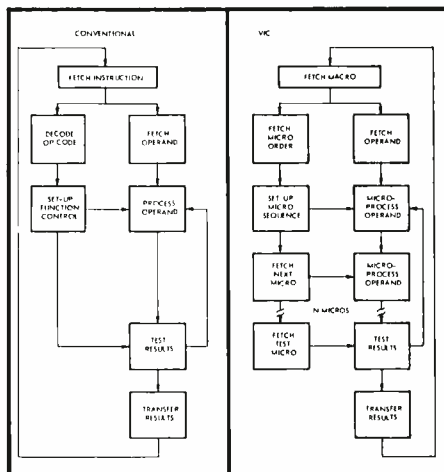 CONVENTIONAL
FETCH INSTRUCTION
DECODE
OP CODE
FETCH
OPERAND
SET-UP
FUNCTION
CONTROL
PROCESS
OPERAND
TEST
RESULTS
TRANSFER
RESULTS
VIC
FETCH MACRO
FETCH
MICRO
ORDER
FETCH
OPERAND
SET UP
MICRO
SEQUENCE
MICRO-
PROCESS
OPERAND
FETCH
NEXT
MICRO
MICRO-
PROCESS
OPERAND
N MICROS
FETCH
TEST
MICRO
TEST
RESULTS
TRANSFER
RESULTS